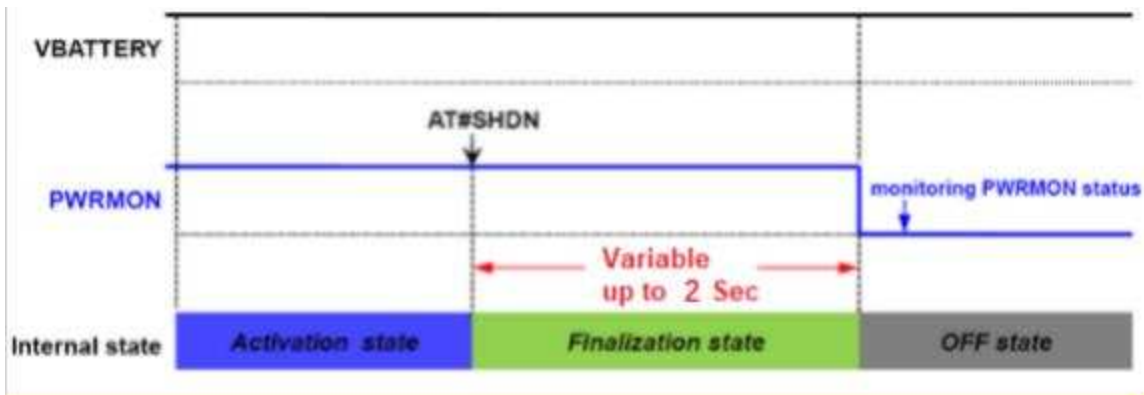 VBATTERY
AT#SHDN
PWRMON
monitoring PWRMON status
Variable
up to 2 Sec
Internal state
Activation state
Finalization state
OFF state